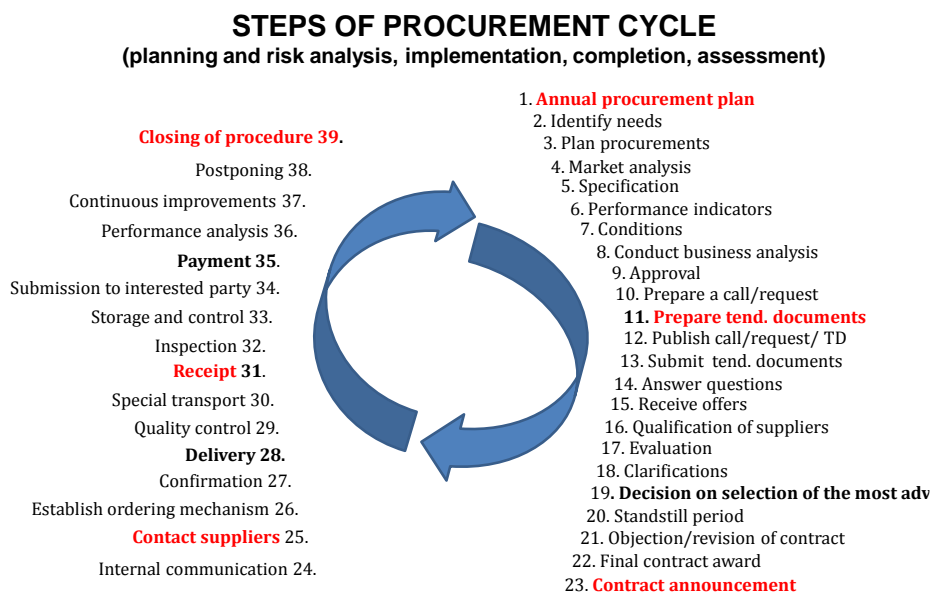 STEPS OF PROCUREMENT CYCLE
(planning and risk analysis, implementation, completion, assessment)
1. Annual procurement plan
2. Identify needs
3. Plan procurements
4. Market analysis
5. Specification
6. Performance indicators
7. Conditions
8. Conduct business analysis
9. Approval
10. Prepare a call/request
11. Prepare tend. documents
12. Publish call/request/ TD
13. Submit tend. documents
14. Answer questions
15. Receive offers
16. Qualification of suppliers
17. Evaluation
18. Clarifications
19. Decision on selection of the most adv
20. Standstill period
21. Objection/revision of contract
22. Final contract award
23. Contract announcement
Internal communication 24.
Contact suppliers 25.
Establish ordering mechanism 26.
Confirmation 27.
Delivery 28.
Quality control 29.
Special transport 30.
Receipt 31.
Inspection 32.
Storage and control 33.
Submission to interested party 34.
Payment 35.
Performance analysis 36.
Continuous improvements 37.
Postponing 38.
Closing of procedure 39.